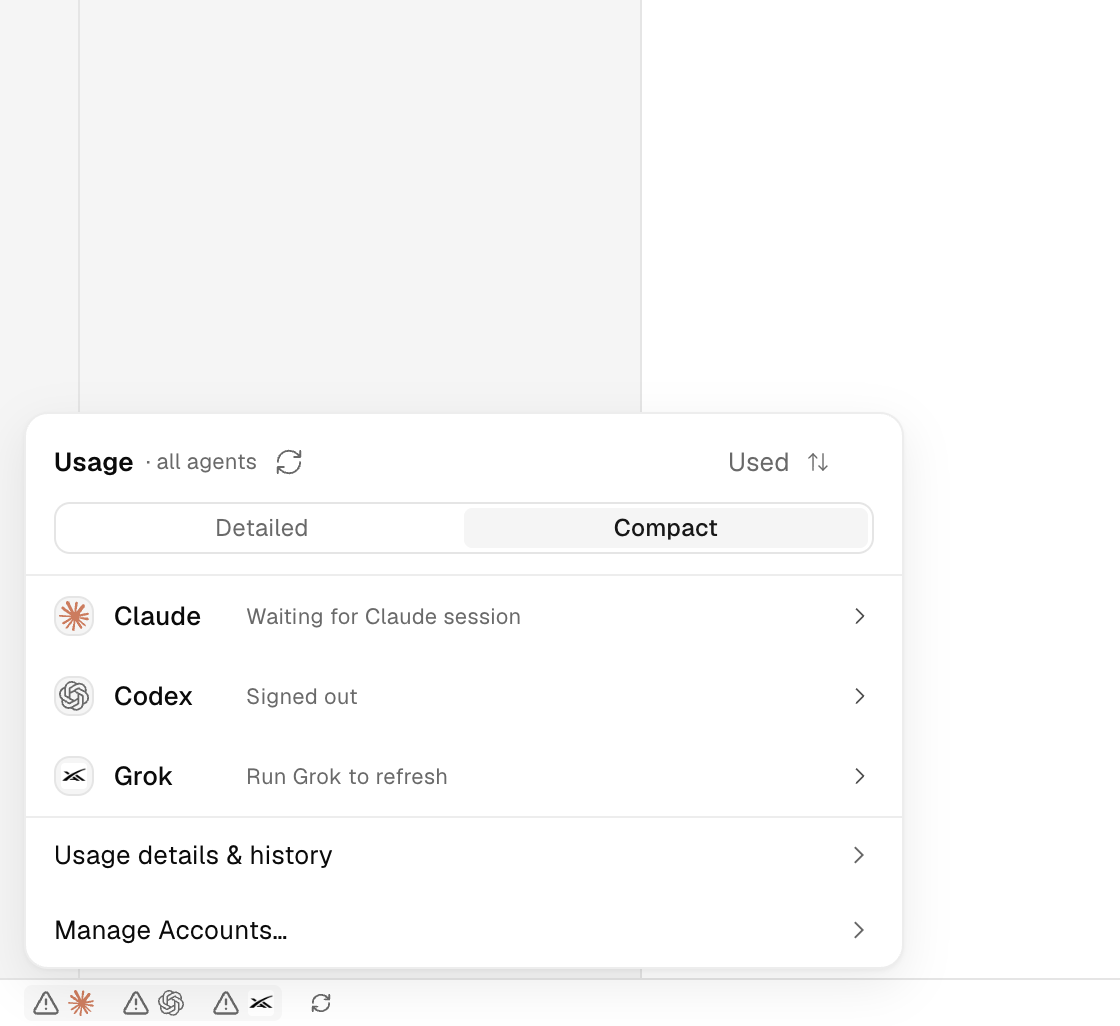 Usage · all agents
Used
Detailed
Compact
Claude
Waiting for Claude session
Codex
Signed out
Grok
Run Grok to refresh
Usage details & history
Manage Accounts...